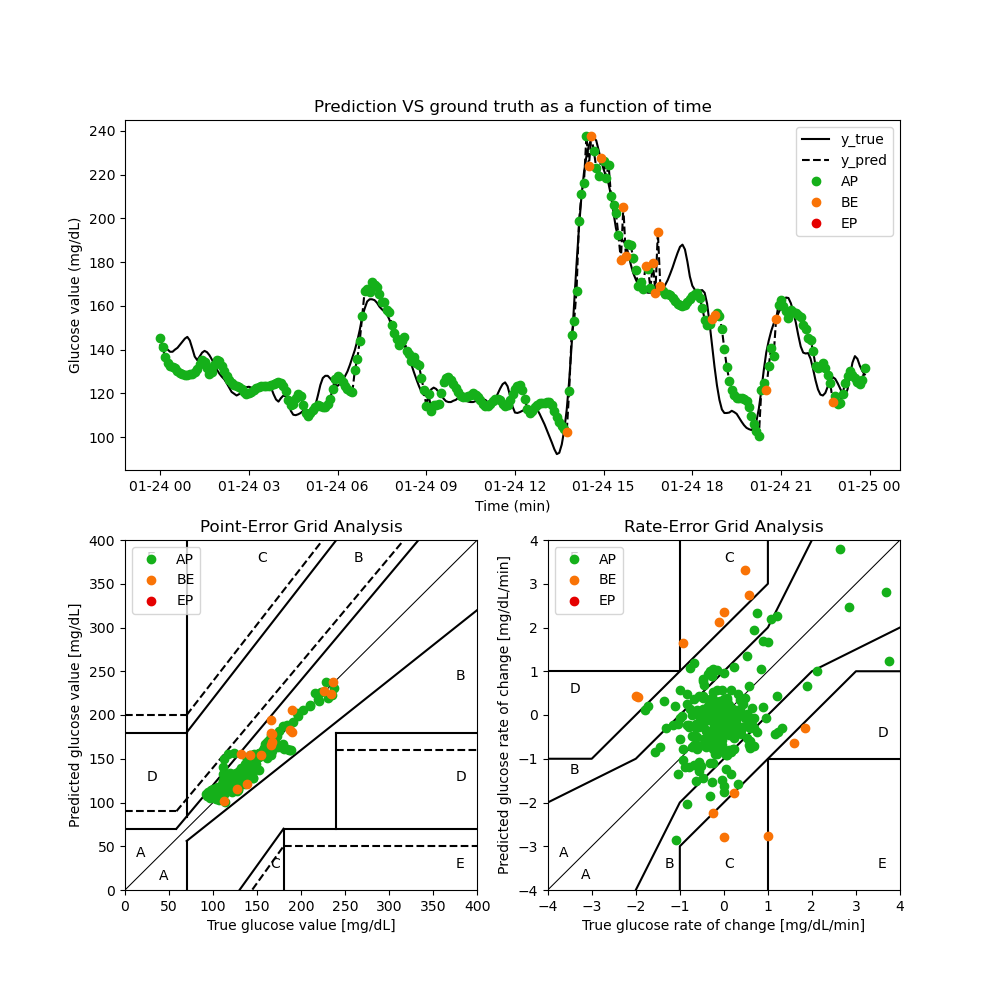 Prediction VS ground truth as a function of time
Glucose value (mg/dL)
240
220
200
180
160
140
120
100
y_true
y_pred
AP
BE
EP
01-24 00 01-24 03 01-24 06 01-24 09 01-24 12 01-24 15 01-24 18 01-24 21 01-25 00
Time (min)
Point-Error Grid Analysis
Predicted glucose value [mg/dL]
400
350
300
250
200
150
100
50
0
AP
BE
EP
C
B
B
D
D
A
A
C
E
0 50 100 150 200 250 300 350 400
True glucose value [mg/dL]
Rate-Error Grid Analysis
Predicted glucose rate of change [mg/dL/min]
4
3
2
1
0
−1
−2
−3
−4
AP
BE
EP
C
D
D
B
A
A
B
C
E
−4 −3 −2 −1 0 1 2 3 4
True glucose rate of change [mg/dL/min]